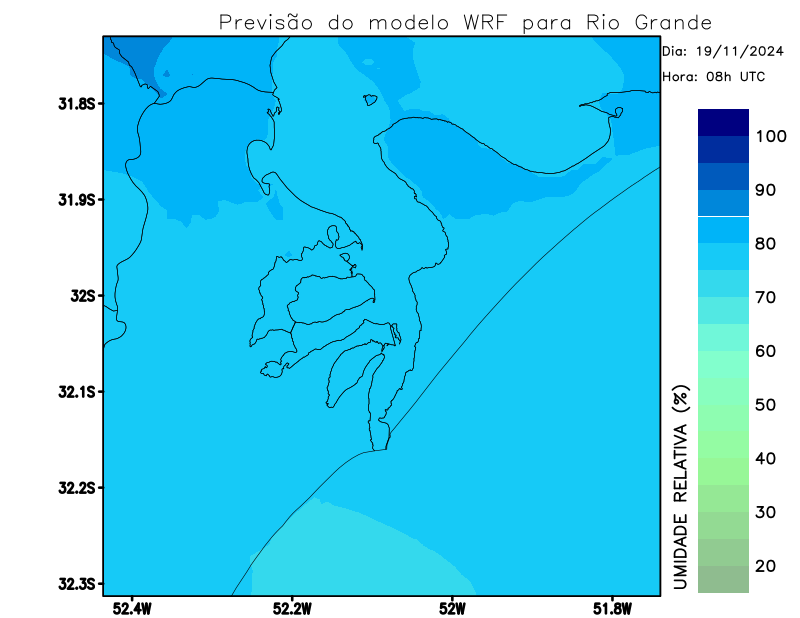 Previsão do modelo WRF para Rio Grande
Dia: 19/11/2024
Hora: 08h UTC
31.8S
31.9S
32S
32.1S
32.2S
32.3S
52.4W
52.2W
52W
51.8W
100
90
80
70
60
50
40
30
20
UMIDADE RELATIVA (%)